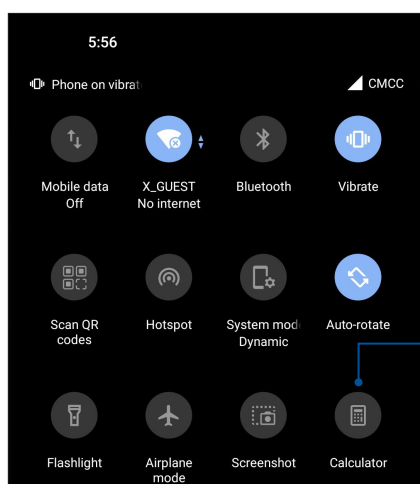 5:56
Phone on vibrat
CMCC
Mobile data
Off
X_GUEST
No internet
Bluetooth
Vibrate
Scan QR
codes
Hotspot
System mod
Dynamic
Auto-rotate
Flashlight
Airplane
mode
Screenshot
Calculator